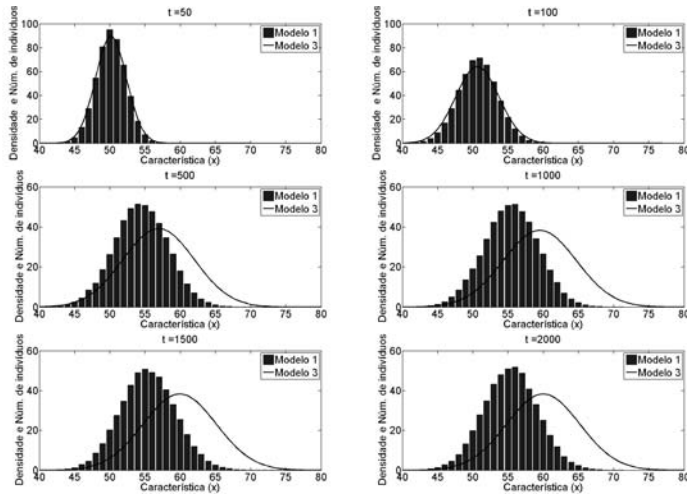 t =50
Densidade e Núm. de indivíduos
100
80
60
40
20
0
40 45 50 55 60 65 70 75 80
Característica (x)
Modelo 1
Modelo 3
t =100
Densidade e Núm. de indivíduos
100
80
60
40
20
0
40 45 50 55 60 65 70 75 80
Característica (x)
Modelo 1
Modelo 3
t =500
Densidade e Núm. de indivíduos
60
40
20
0
40 45 50 55 60 65 70 75 80
Característica (x)
Modelo 1
Modelo 3
t =1000
Densidade e Núm. de indivíduos
60
40
20
0
40 45 50 55 60 65 70 75 80
Característica (x)
Modelo 1
Modelo 3
t =1500
Densidade e Núm. de indivíduos
60
40
20
0
40 45 50 55 60 65 70 75 80
Característica (x)
Modelo 1
Modelo 3
t =2000
Densidade e Núm. de indivíduos
60
40
20
0
40 45 50 55 60 65 70 75 80
Característica (x)
Modelo 1
Modelo 3